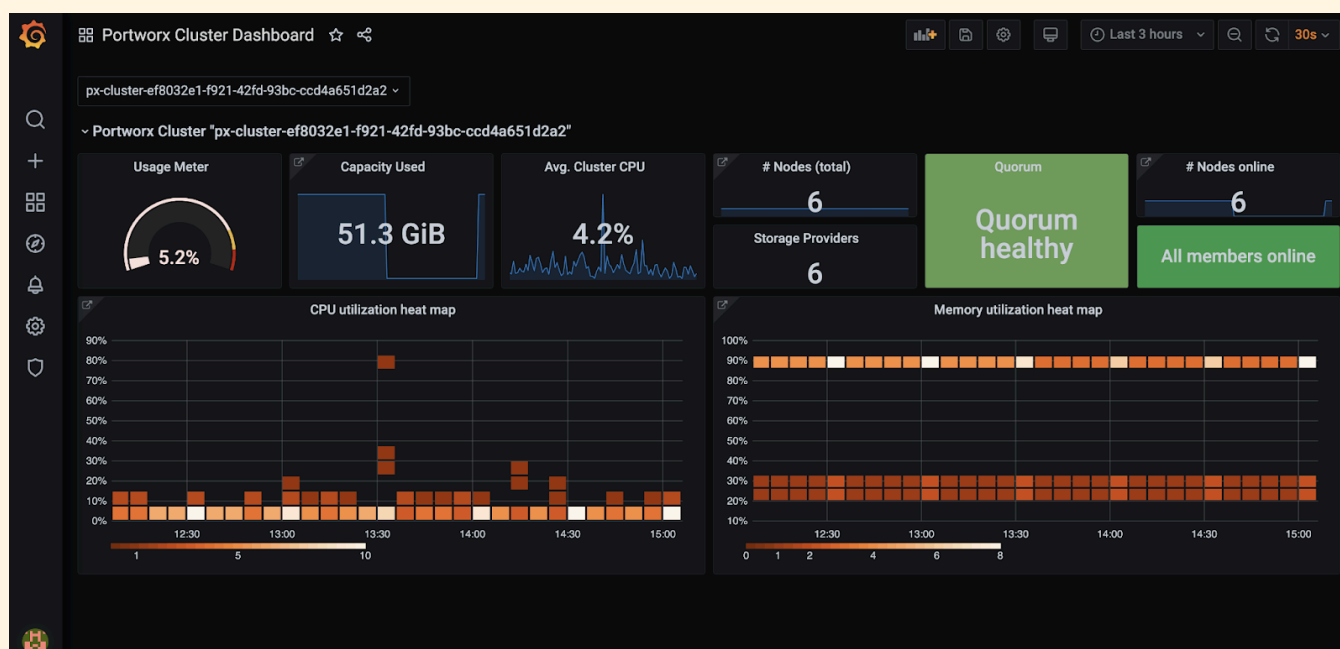 Portworx Cluster Dashboard
Last 3 hours
30s
px-cluster-ef8032e1-f921-42fd-93bc-ccd4a651d2a2
Portworx Cluster "px-cluster-ef8032e1-f921-42fd-93bc-ccd4a651d2a2"
Usage Meter
5.2%
Capacity Used
51.3 GiB
Avg. Cluster CPU
4.2%
# Nodes (total)
6
Storage Providers
6
Quorum
Quorum
healthy
# Nodes online
6
All members online
CPU utilization heat map
90%
80%
70%
60%
50%
40%
30%
20%
10%
0%
12:30 13:00 13:30 14:00 14:30 15:00
1 5 10
Memory utilization heat map
100%
90%
80%
70%
60%
50%
40%
30%
20%
10%
12:30 13:00 13:30 14:00 14:30 15:00
0 1 2 4 6 8